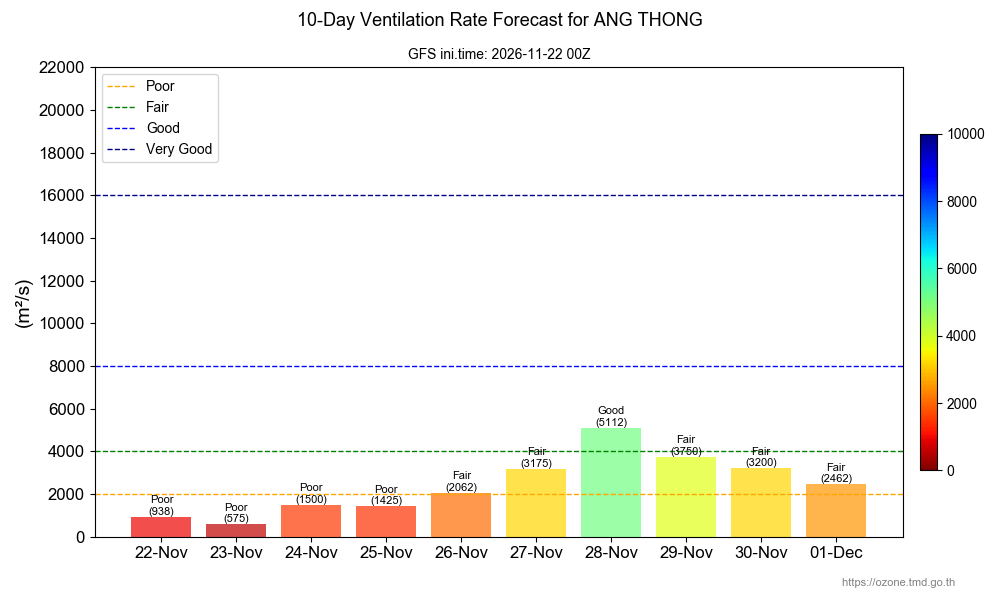 10-Day Ventilation Rate Forecast for ANG THONG
GFS ini.time: 2026-11-22 00Z
22000
20000
18000
16000
14000
12000
10000
8000
6000
4000
2000
0
(m²/s)
Poor
Fair
Good
Very Good
Poor
(938)
Poor
(575)
Poor
(1500)
Poor
(1425)
Fair
(2062)
Fair
(3175)
Good
(5112)
Fair
(3750)
Fair
(3200)
Fair
(2462)
22-Nov 23-Nov 24-Nov 25-Nov 26-Nov 27-Nov 28-Nov 29-Nov 30-Nov 01-Dec
10000
8000
6000
4000
2000
0
https://ozone.tmd.go.th